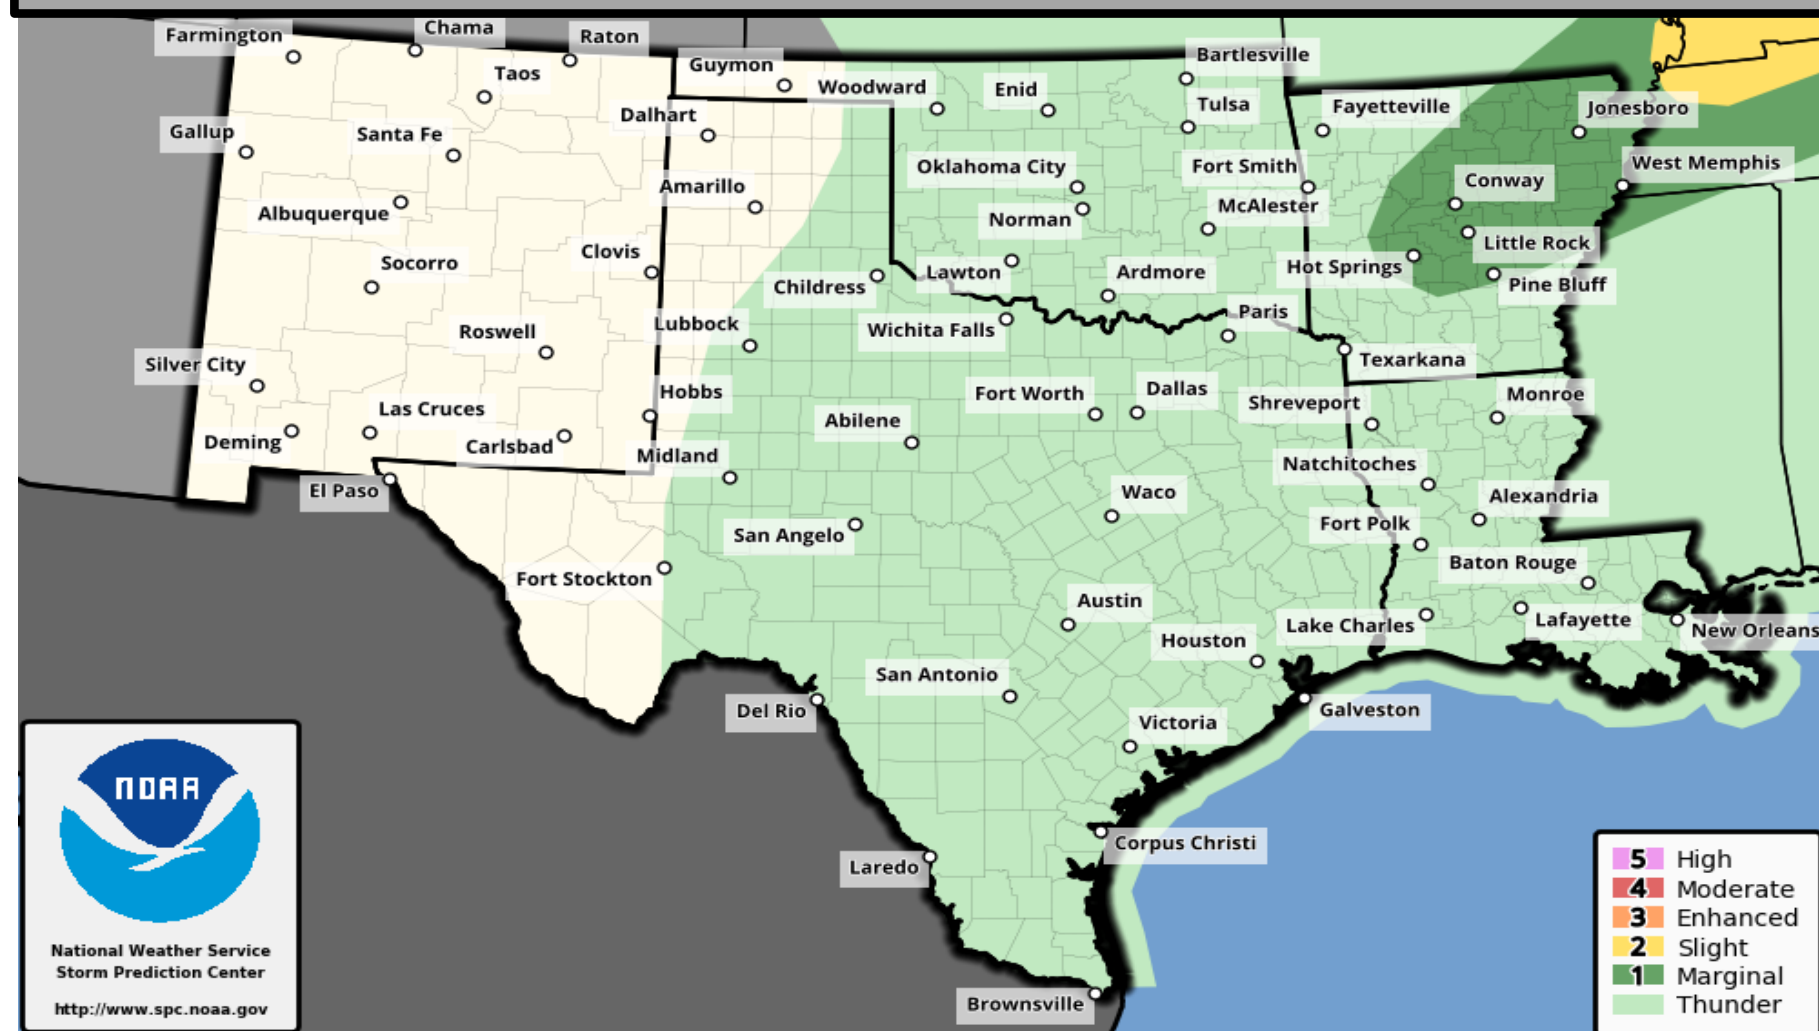 Farmington
Chama
Raton
Taos
Guymon
Woodward
Enid
Bartlesville
Tulsa
Fayetteville
Jonesboro
Gallup
Santa Fe
Dalhart
Oklahoma City
Fort Smith
Conway
West Memphis
Albuquerque
Amarillo
Norman
McAlester
Little Rock
Socorro
Clovis
Childress
Lawton
Ardmore
Hot Springs
Pine Bluff
Roswell
Lubbock
Wichita Falls
Paris
Texarkana
Silver City
Las Cruces
Hobbs
Abilene
Fort Worth
Dallas
Shreveport
Monroe
Deming
Carlsbad
Midland
Natchitoches
El Paso
San Angelo
Waco
Fort Polk
Alexandria
Fort Stockton
Austin
Baton Rouge
Houston
Lake Charles
Lafayette
New Orleans
Del Rio
San Antonio
Victoria
Galveston
Laredo
Corpus Christi
Brownsville
NOAA
National Weather Service
Storm Prediction Center
http://www.spc.noaa.gov
5 High
4 Moderate
3 Enhanced
2 Slight
1 Marginal
Thunder